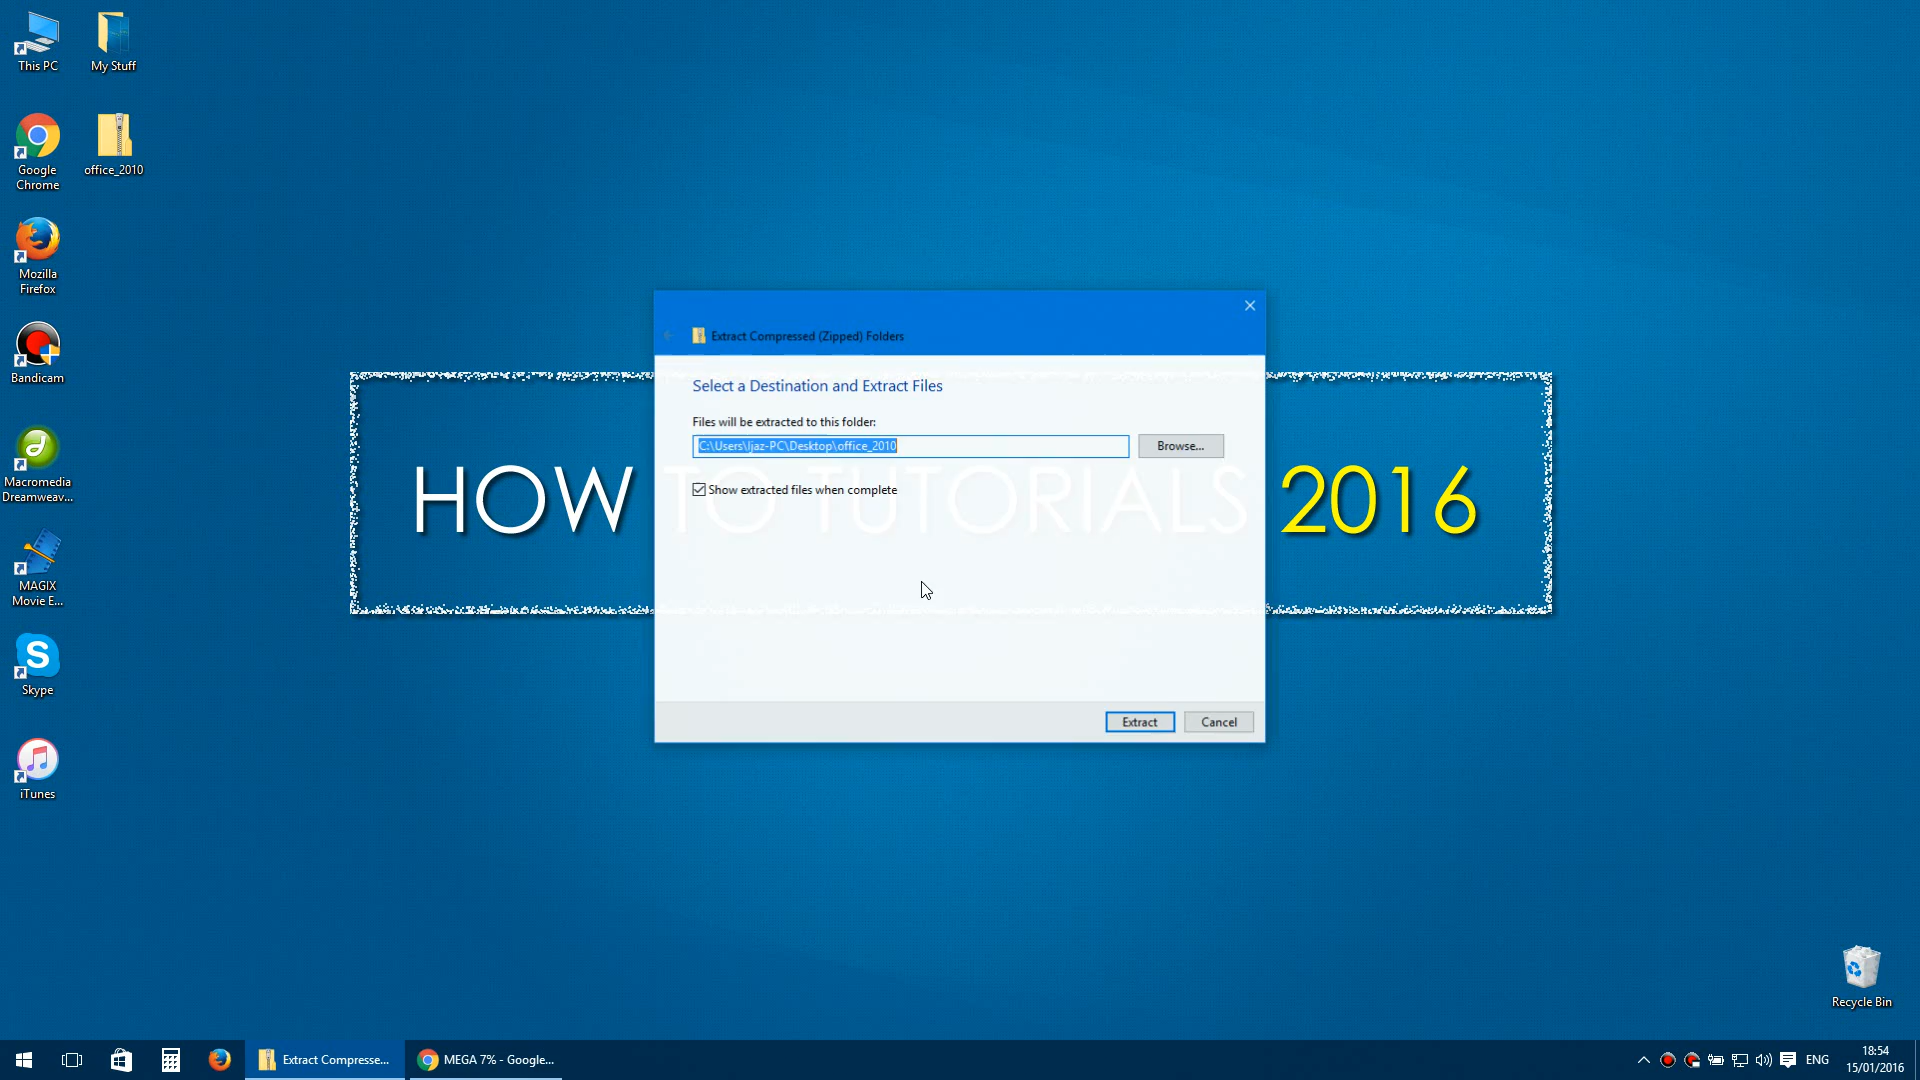 This PC
My Stuff
Google
Chrome
office_2010
Mozilla
Firefox
Bandicam
Macromedia
Dreamweav...
MAGIX
Movie E...
Skype
iTunes
Extract Compressed (Zipped) Folders
Select a Destination and Extract Files
Files will be extracted to this folder:
C:\Users\Ijaz-PC\Desktop\office_2010
Browse...
Show extracted files when complete
HOW TO TUTORIALS 2016
Extract
Cancel
Recycle Bin
Extract Compresse...
MEGA 7% - Google...
ENG
18:54
15/01/2016